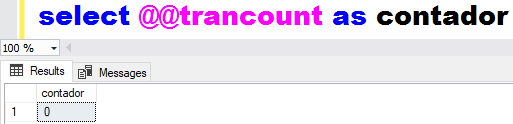 select @@trancount as contador
100 %
Results Messages
contador
1 0